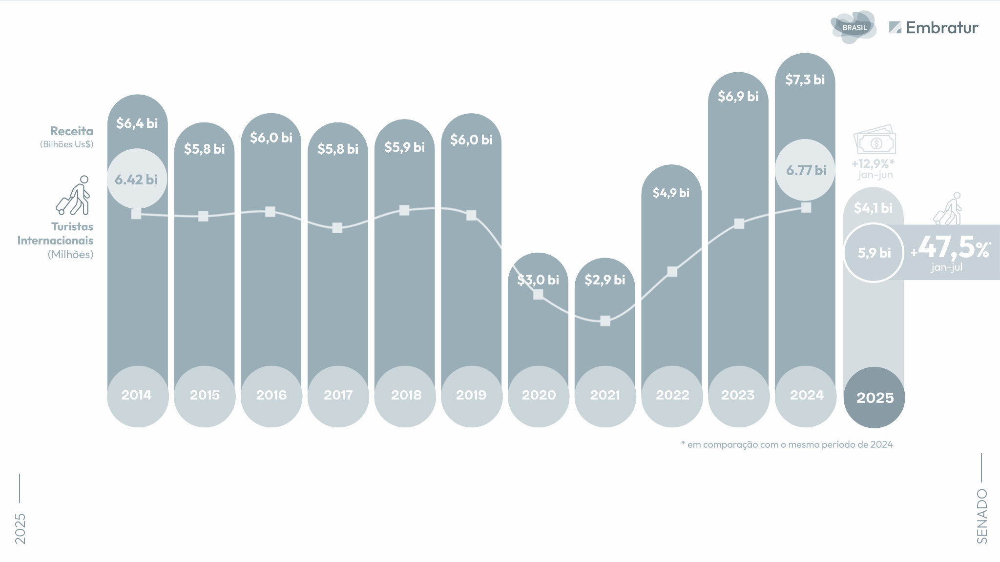 BRASIL
Embratur
Receita
(Bilhões Us$)
Turistas
Internacionais
(Milhões)
$6,4 bi
6.42 bi
$5,8 bi
$6,0 bi
$5,8 bi
$5,9 bi
$6,0 bi
$3,0 bi
$2,9 bi
$4,9 bi
$6,9 bi
$7,3 bi
6.77 bi
+12,9%*
jan-jun
$4,1 bi
5,9 bi
+47,5%*
jan-jul
2014
2015
2016
2017
2018
2019
2020
2021
2022
2023
2024
2025
* em comparação com o mesmo período de 2024
2025
SENADO